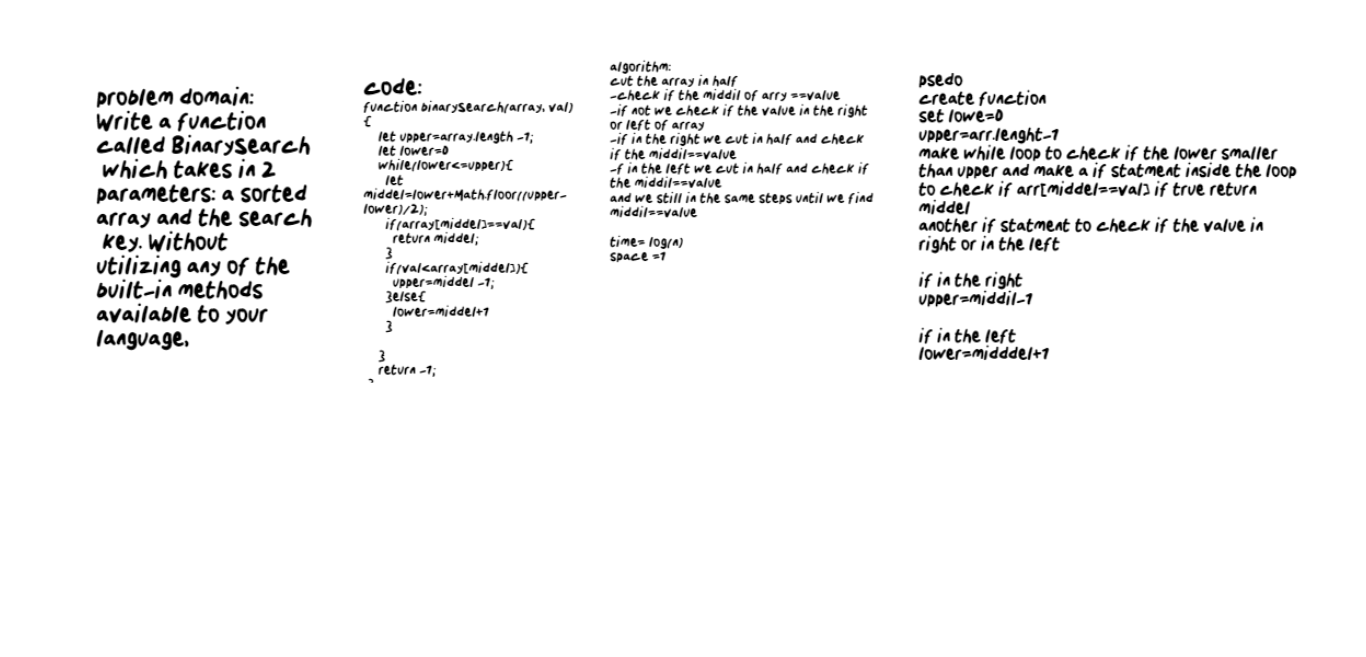 problem domain:
Write a function
called BinarySearch
which takes in 2
parameters: a sorted
array and the search
key. Without
utilizing any of the
built-in methods
available to your
language,
code:
function binarySearch(array, val)
{
let upper=array.length -1;
let lower=0
while(lower<=upper){
let
middel=lower+Math.floor((upper-
lower)/2);
if(array[middel]==val){
return middel;
}
if(val<array[middel]){
upper=middel -1;
}else{
lower=middel+1
}
}
return -1;
}
algorithm:
cut the array in half
-check if the middil of arry ==value
-if not we check if the value in the right
or left of array
-if in the right we cut in half and check
if the middil==value
-f in the left we cut in half and check if
the middil==value
and we still in the same steps until we find
middil==value
time= log(n)
space =1
psedo
create function
set lowe=0
upper=arr.lenght-1
make while loop to check if the lower smaller
than upper and make a if statment inside the loop
to check if arr[middel==val] if true return
middel
another if statment to check if the value in
right or in the left
if in the right
upper=middil-1
if in the left
lower=midddel+1